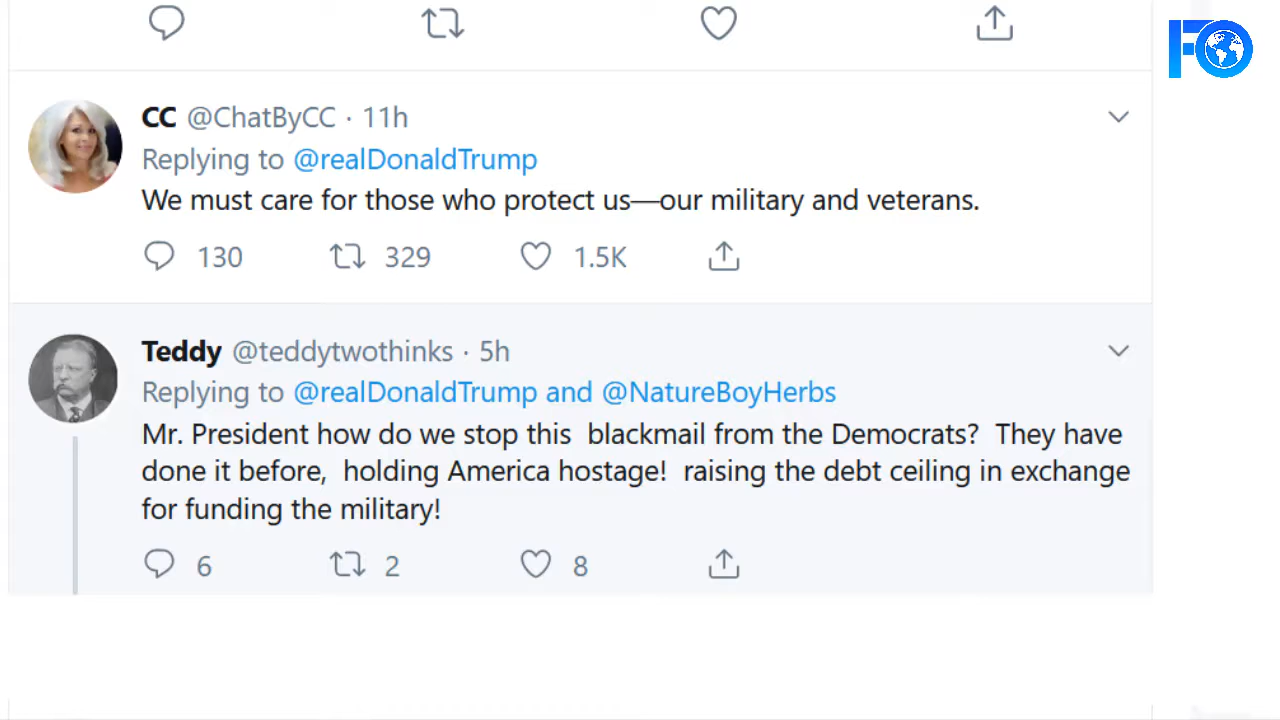 FO
CC @ChatByCC · 11h
Replying to @realDonaldTrump
We must care for those who protect us—our military and veterans.
130 329 1.5K
Teddy @teddytwothinks · 5h
Replying to @realDonaldTrump and @NatureBoyHerbs
Mr. President how do we stop this  blackmail from the Democrats?  They have
done it before,  holding America hostage!  raising the debt ceiling in exchange
for funding the military!
6 2 8